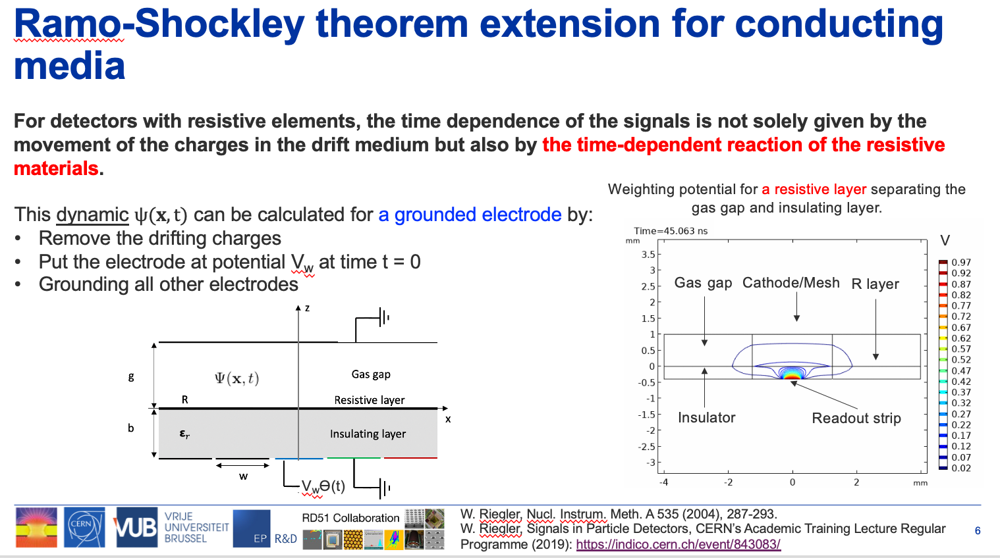 Ramo-Shockley theorem extension for conducting
media
For detectors with resistive elements, the time dependence of the signals is not solely given by the
movement of the charges in the drift medium but also by the time-dependent reaction of the resistive
materials.
This dynamic ψ(x, t) can be calculated for a grounded electrode by:
• Remove the drifting charges
• Put the electrode at potential Vw at time t = 0
• Grounding all other electrodes
z
g
Ψ(x, t)
Gas gap
R
Resistive layer
x
b
εr
Insulating layer
w
VwΘ(t)
Weighting potential for a resistive layer separating the
gas gap and insulating layer.
Time=45.063 ns
mm
V
3.5
3
2.5
2
1.5
1
0.5
0
-0.5
-1
-1.5
-2
-2.5
-3
Gas gap
Cathode/Mesh
R layer
Insulator
Readout strip
-4
-2
0
2
mm
0.97
0.92
0.87
0.82
0.77
0.72
0.67
0.62
0.57
0.52
0.47
0.42
0.37
0.32
0.27
0.22
0.17
0.12
0.07
0.02
CERN
VUB
VRIJE
UNIVERSITEIT
BRUSSEL
EP R&D
RD51 Collaboration
W. Riegler, Nucl. Instrum. Meth. A 535 (2004), 287-293.
W. Riegler, Signals in Particle Detectors, CERN's Academic Training Lecture Regular
Programme (2019): https://indico.cern.ch/event/843083/
6